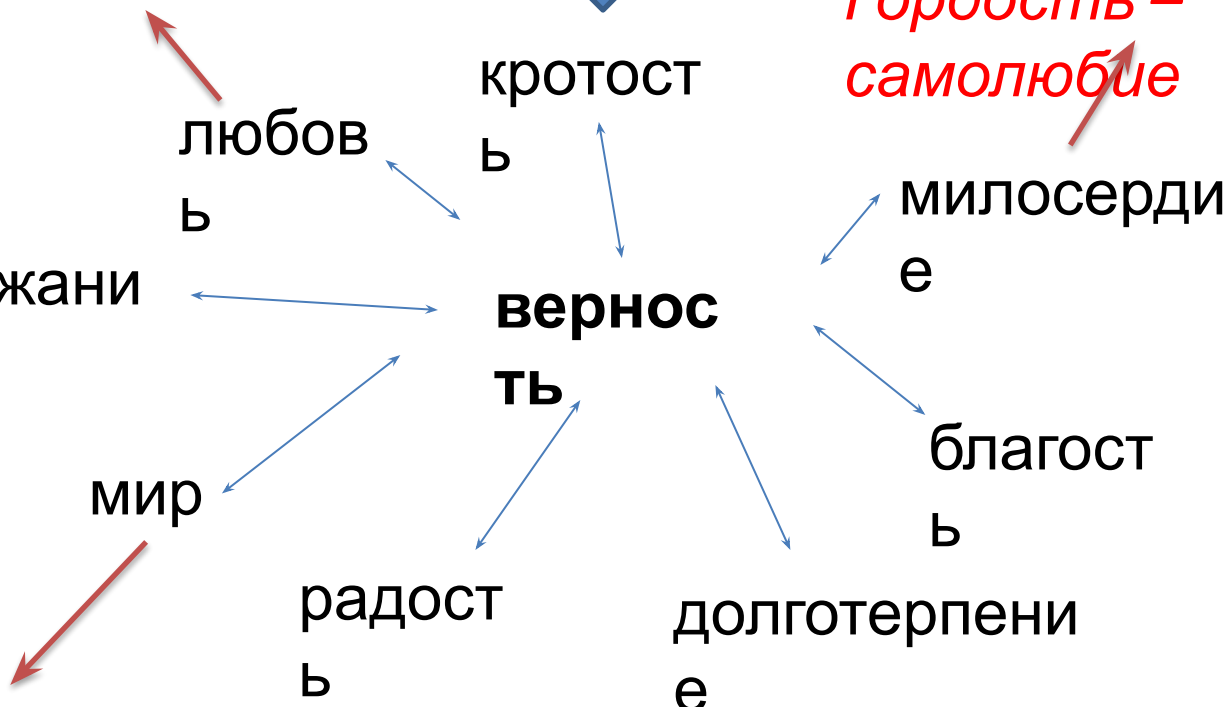 Гордость –
самолюбие
кротост
ь
любов
ь
милосерди
е
жани
вернос
ть
благост
ь
мир
радост
ь
долготерпени
е